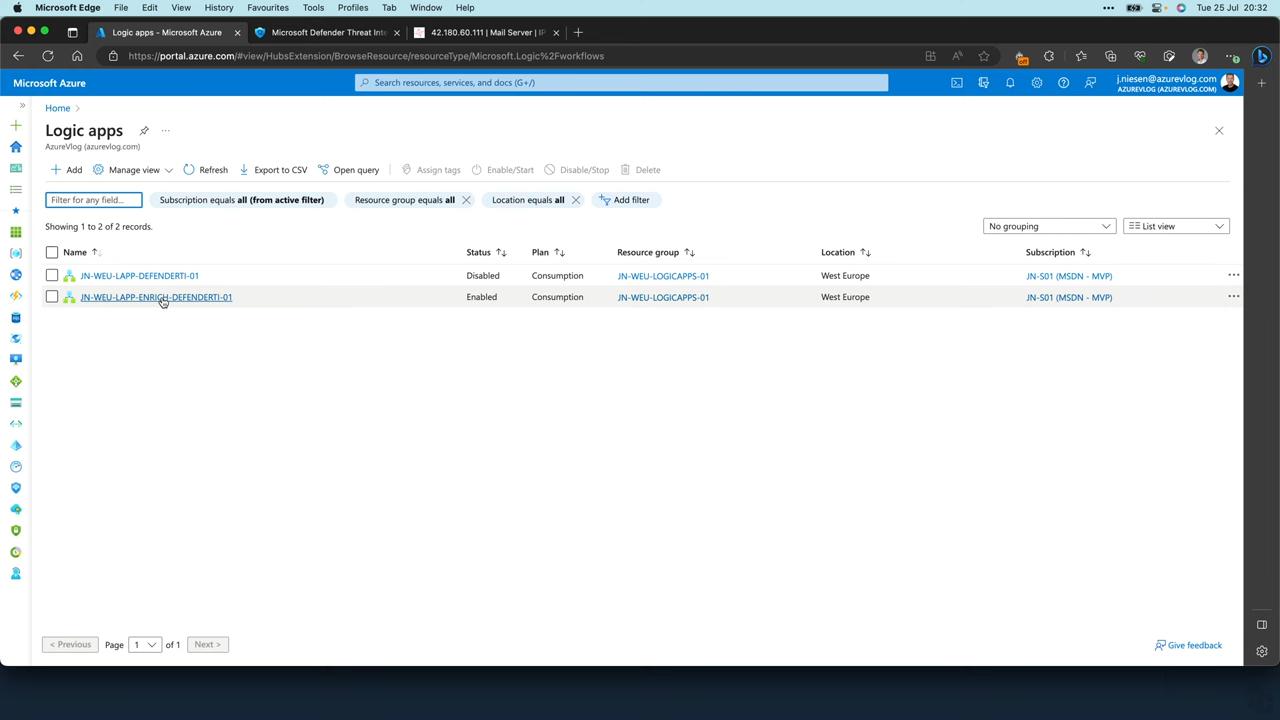 Microsoft Edge File Edit View History Favourites Tools Profiles Tab Window Help
Tue 25 Jul 20:32
Logic apps - Microsoft Azure
Microsoft Defender Threat Inte
42.180.60.111 | Mail Server | IP
https://portal.azure.com/#view/HubsExtension/BrowseResource/resourceType/Microsoft.Logic%2Fworkflows
off
Microsoft Azure
Search resources, services, and docs (G+/)
j.niesen@azurevlog.com
AZUREVLOG (AZUREVLOG.COM)
Home >
Logic apps
AzureVlog (azurevlog.com)
Add Manage view Refresh Export to CSV Open query Assign tags Enable/Start Disable/Stop Delete
Filter for any field... Subscription equals all (from active filter) Resource group equals all Location equals all Add filter
Showing 1 to 2 of 2 records.
No grouping List view
Name Status Plan Resource group Location Subscription
JN-WEU-LAPP-DEFENDERTI-01 Disabled Consumption JN-WEU-LOGICAPPS-01 West Europe JN-S01 (MSDN - MVP)
JN-WEU-LAPP-ENRICH-DEFENDERTI-01 Enabled Consumption JN-WEU-LOGICAPPS-01 West Europe JN-S01 (MSDN - MVP)
< Previous Page 1 of 1 Next >
Give feedback